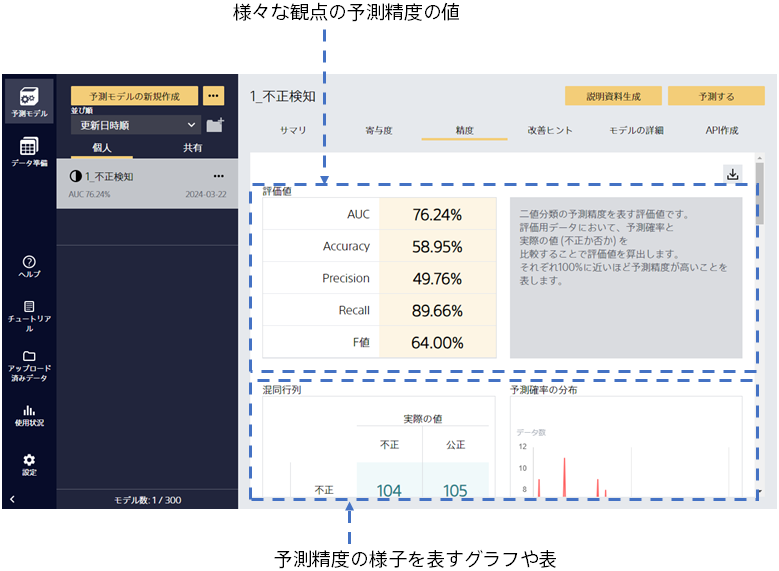 様々な観点の予測精度の値
予測モデル
データ準備
ヘルプ
チュートリア
ル
アップロード
済みデータ
使用状況
設定
予測モデルの新規作成
並び順
更新日時順
個人
共有
1_不正検知
AUC 76.24%
2024-03-22
モデル数: 1 / 300
1_不正検知
説明資料生成
予測する
サマリ
寄与度
精度
改善ヒント
モデルの詳細
API作成
評価値
AUC 76.24%
Accuracy 58.95%
Precision 49.76%
Recall 89.66%
F値 64.00%
二値分類の予測精度を表す評価値です。
評価用データにおいて、予測確率と
実際の値 (不正か否か) を
比較することで評価値を算出します。
それぞれ100%に近いほど予測精度が高いことを
表します。
混同行列
実際の値
不正 公正
不正 104 105
予測確率の分布
データ数
12
10
8
予測精度の様子を表すグラフや表